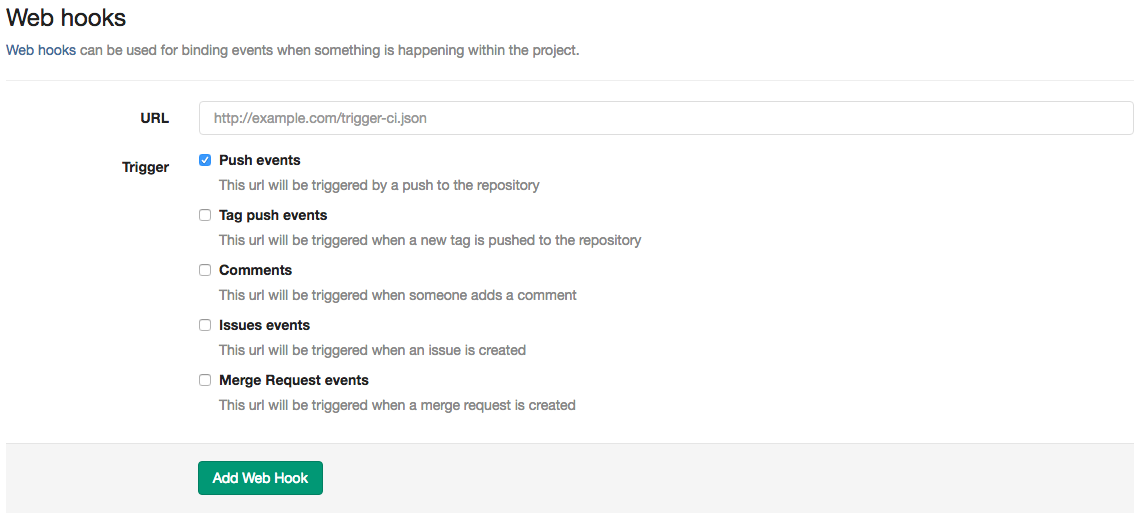 Web hooks
Web hooks can be used for binding events when something is happening within the project.
URL
http://example.com/trigger-ci.json
Trigger
Push events
This url will be triggered by a push to the repository
Tag push events
This url will be triggered when a new tag is pushed to the repository
Comments
This url will be triggered when someone adds a comment
Issues events
This url will be triggered when an issue is created
Merge Request events
This url will be triggered when a merge request is created
Add Web Hook